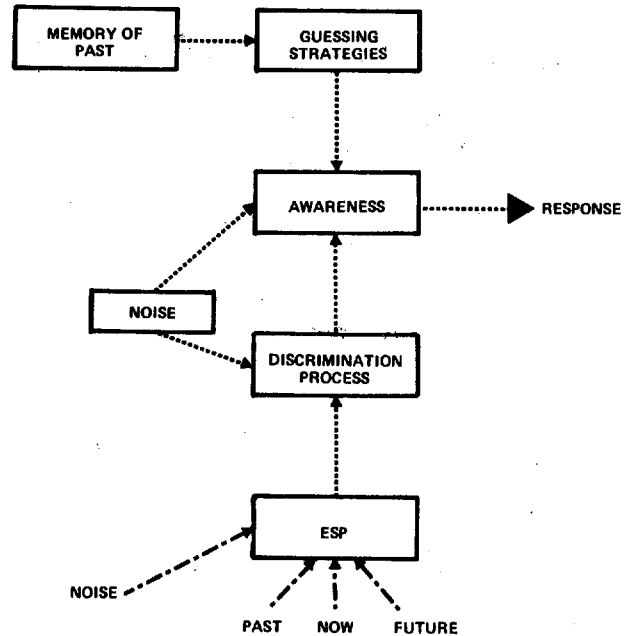 MEMORY OF
PAST
GUESSING
STRATEGIES
AWARENESS
RESPONSE
NOISE
DISCRIMINATION
PROCESS
ESP
NOISE
PAST
NOW
FUTURE